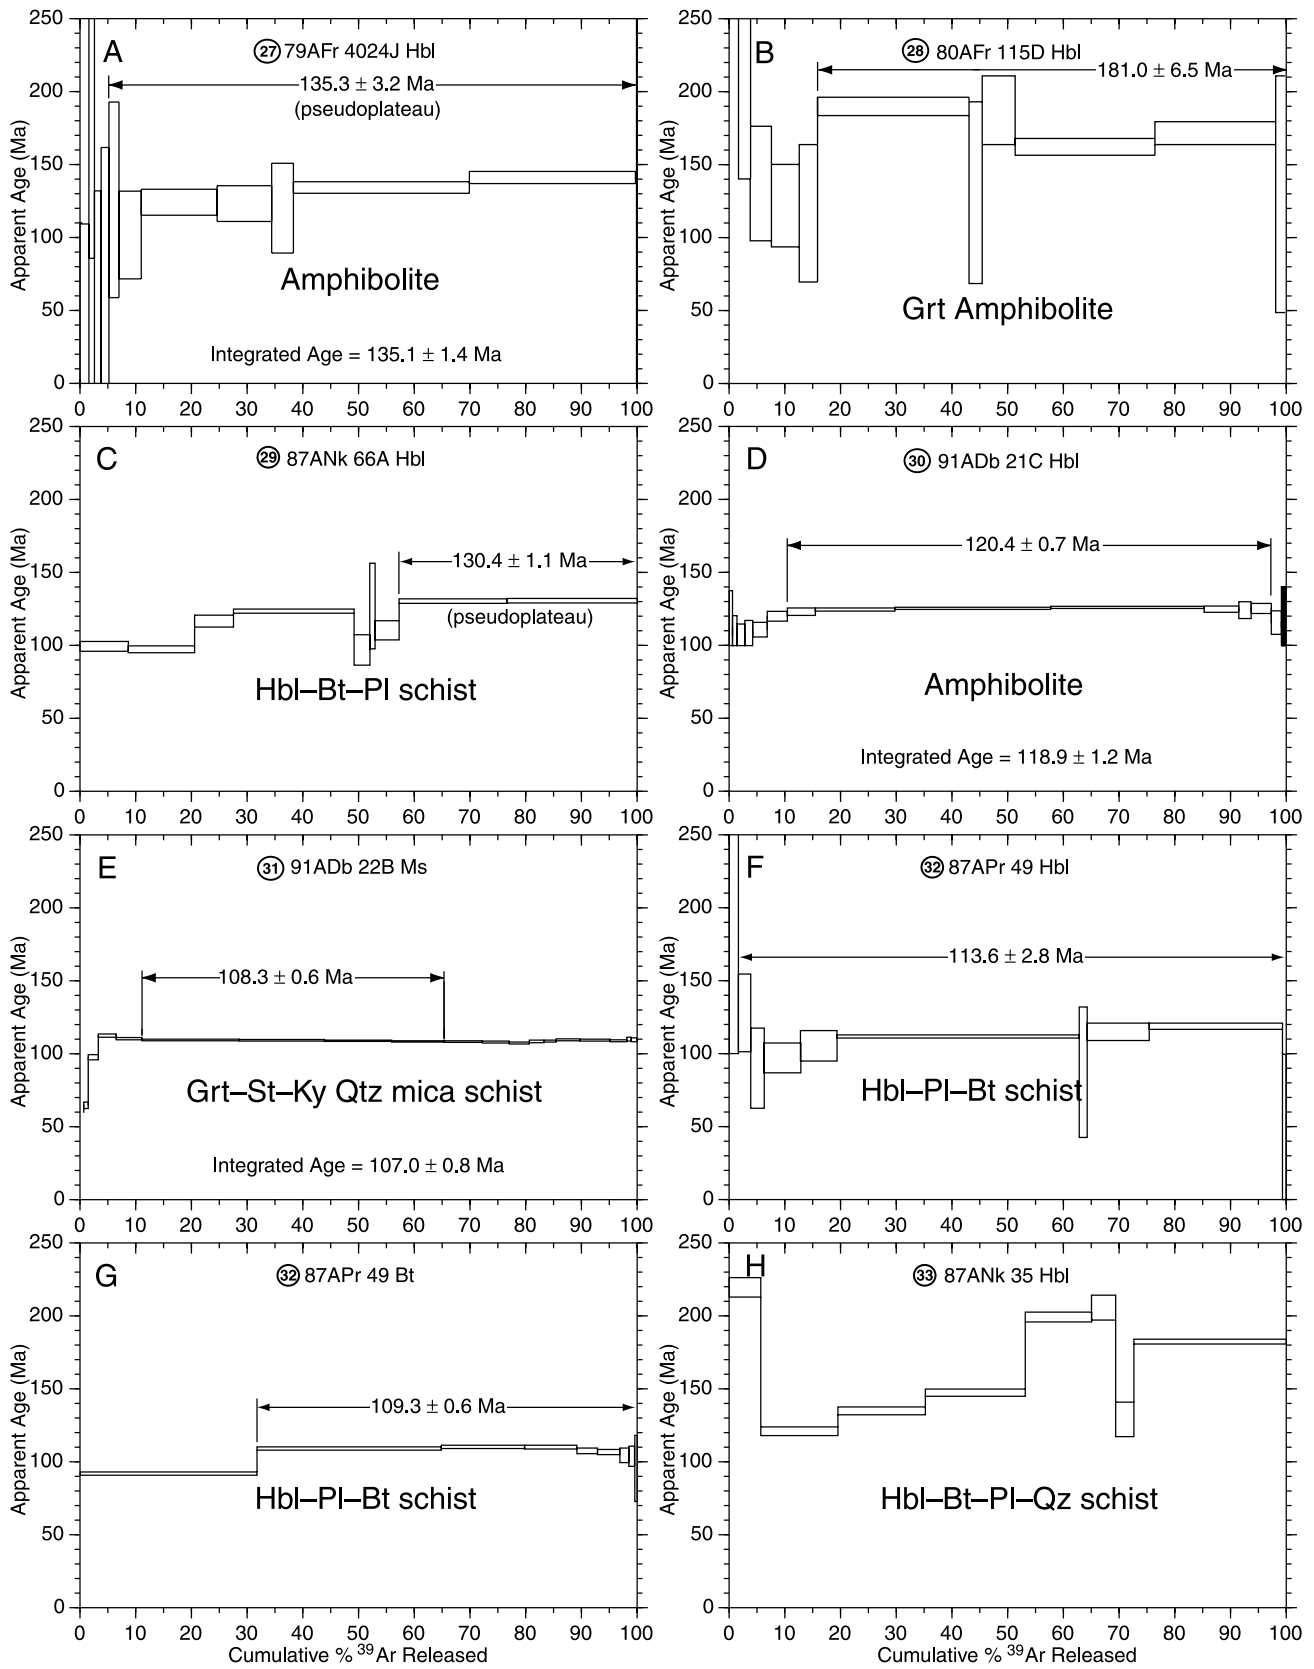 A
27 79AFr 4024J Hbl
135.3 ± 3.2 Ma
(pseudoplateau)
Amphibolite
Integrated Age = 135.1 ± 1.4 Ma
Apparent Age (Ma)
250
200
150
100
50
0
0 10 20 30 40 50 60 70 80 90 100
B
28 80AFr 115D Hbl
181.0 ± 6.5 Ma
Grt Amphibolite
Apparent Age (Ma)
250
200
150
100
50
0
0 10 20 30 40 50 60 70 80 90 100
C
29 87ANk 66A Hbl
130.4 ± 1.1 Ma
(pseudoplateau)
Hbl–Bt–Pl schist
Apparent Age (Ma)
250
200
150
100
50
0
0 10 20 30 40 50 60 70 80 90 100
D
30 91ADb 21C Hbl
120.4 ± 0.7 Ma
Amphibolite
Integrated Age = 118.9 ± 1.2 Ma
Apparent Age (Ma)
250
200
150
100
50
0
0 10 20 30 40 50 60 70 80 90 100
E
31 91ADb 22B Ms
108.3 ± 0.6 Ma
Grt–St–Ky Qtz mica schist
Integrated Age = 107.0 ± 0.8 Ma
Apparent Age (Ma)
250
200
150
100
50
0
0 10 20 30 40 50 60 70 80 90 100
F
32 87APr 49 Hbl
113.6 ± 2.8 Ma
Hbl–Pl–Bt schist
Apparent Age (Ma)
250
200
150
100
50
0
0 10 20 30 40 50 60 70 80 90 100
G
32 87APr 49 Bt
109.3 ± 0.6 Ma
Hbl–Pl–Bt schist
Apparent Age (Ma)
250
200
150
100
50
0
0 10 20 30 40 50 60 70 80 90 100
Cumulative % 39Ar Released
H
33 87ANk 35 Hbl
Hbl–Bt–Pl–Qz schist
Apparent Age (Ma)
250
200
150
100
50
0
0 10 20 30 40 50 60 70 80 90 100
Cumulative % 39Ar Released